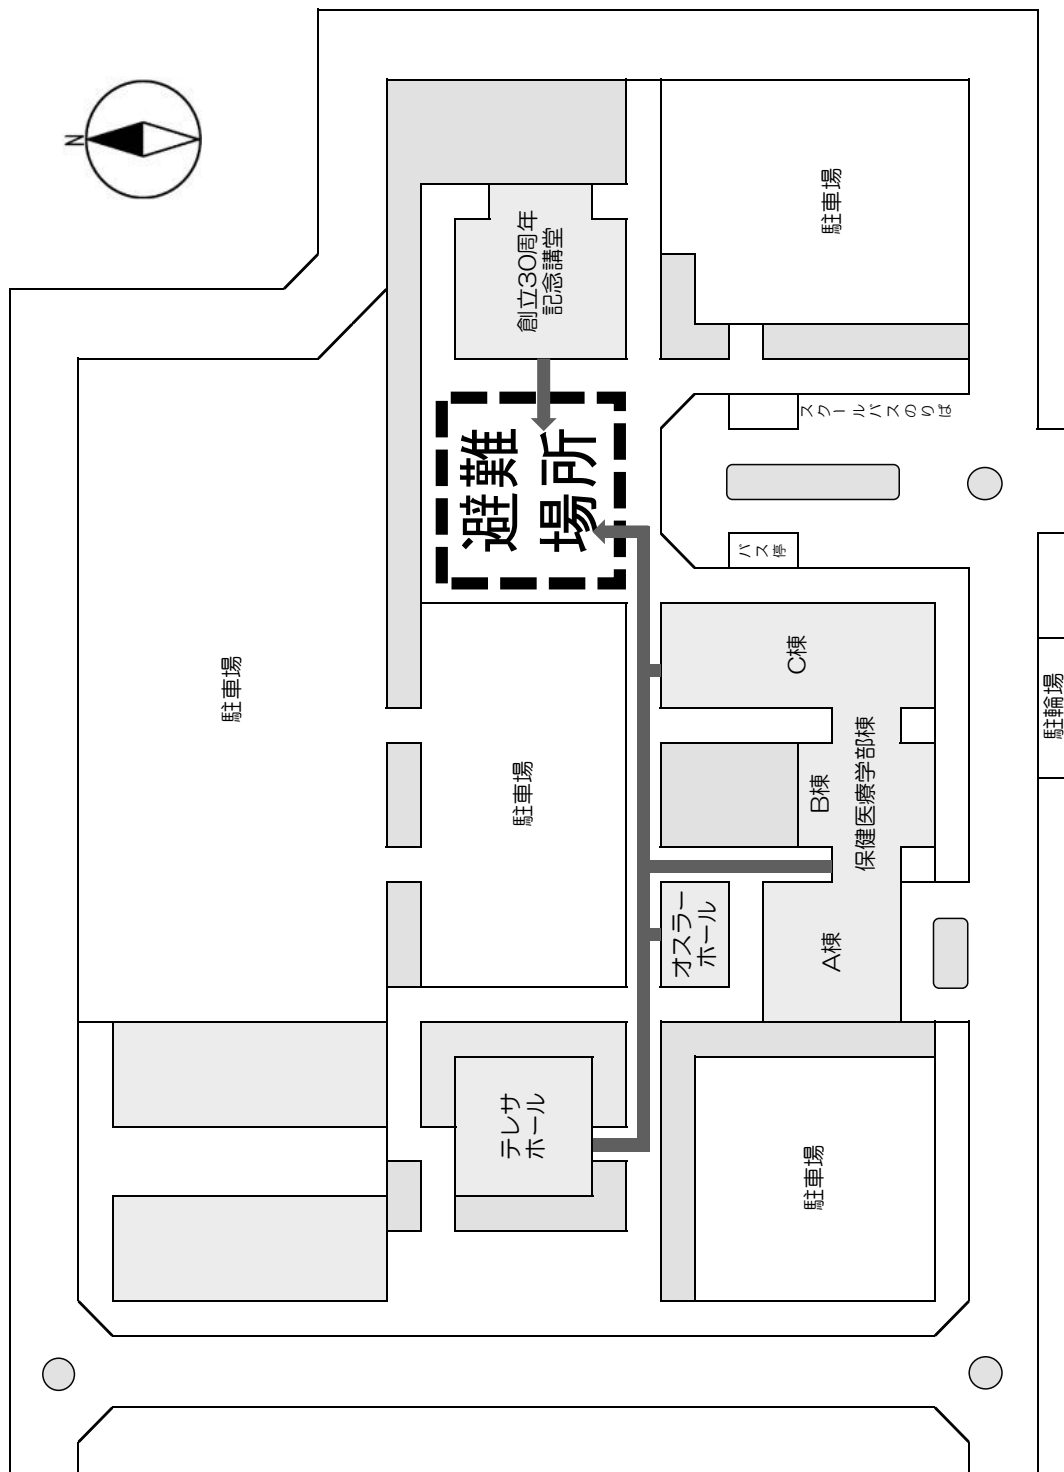 N
駐車場
駐車場
テレサ
ホール
避難
場所
創立30周年
記念講堂
オスラー
ホール
A棟
B棟
保健医療学部棟
C棟
バス停
スクールバスのりば
駐車場
駐車場
駐輪場